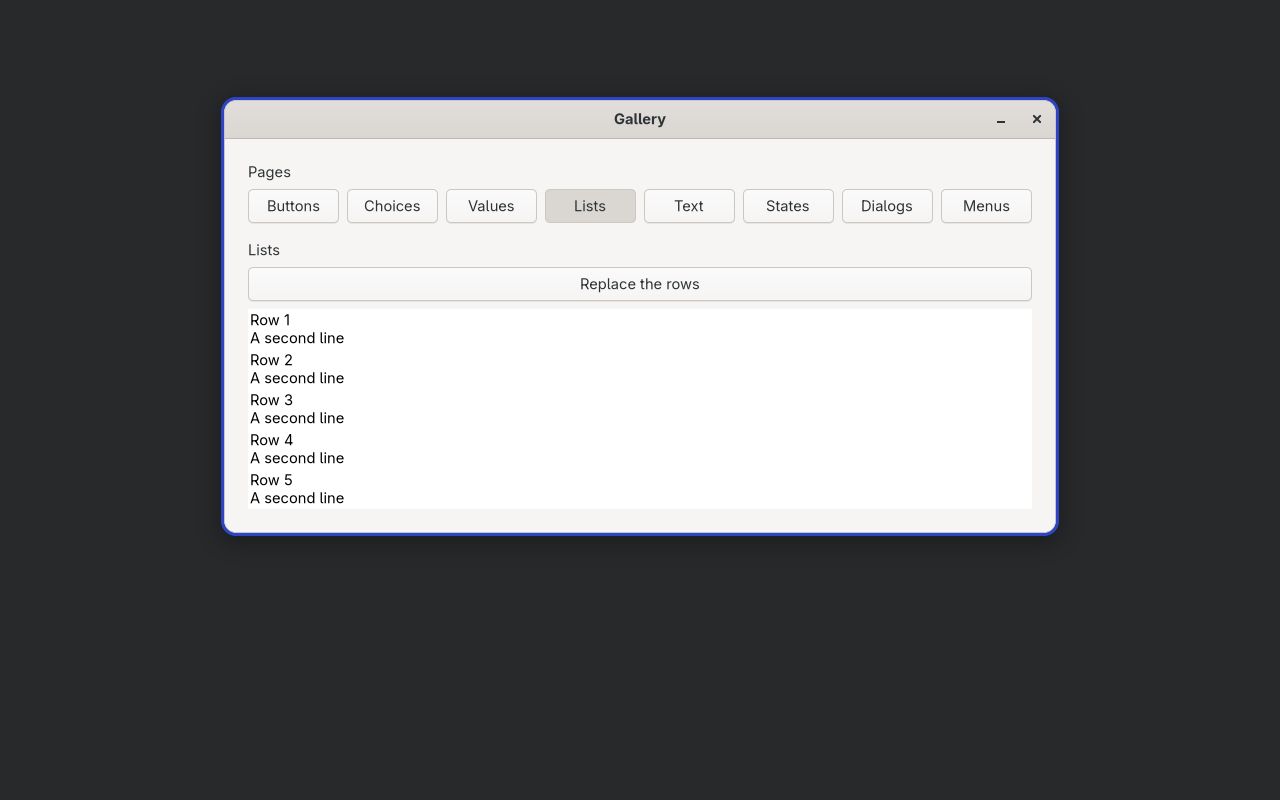 Gallery
Pages
Buttons Choices Values Lists Text States Dialogs Menus
Lists
Replace the rows
Row 1
A second line
Row 2
A second line
Row 3
A second line
Row 4
A second line
Row 5
A second line